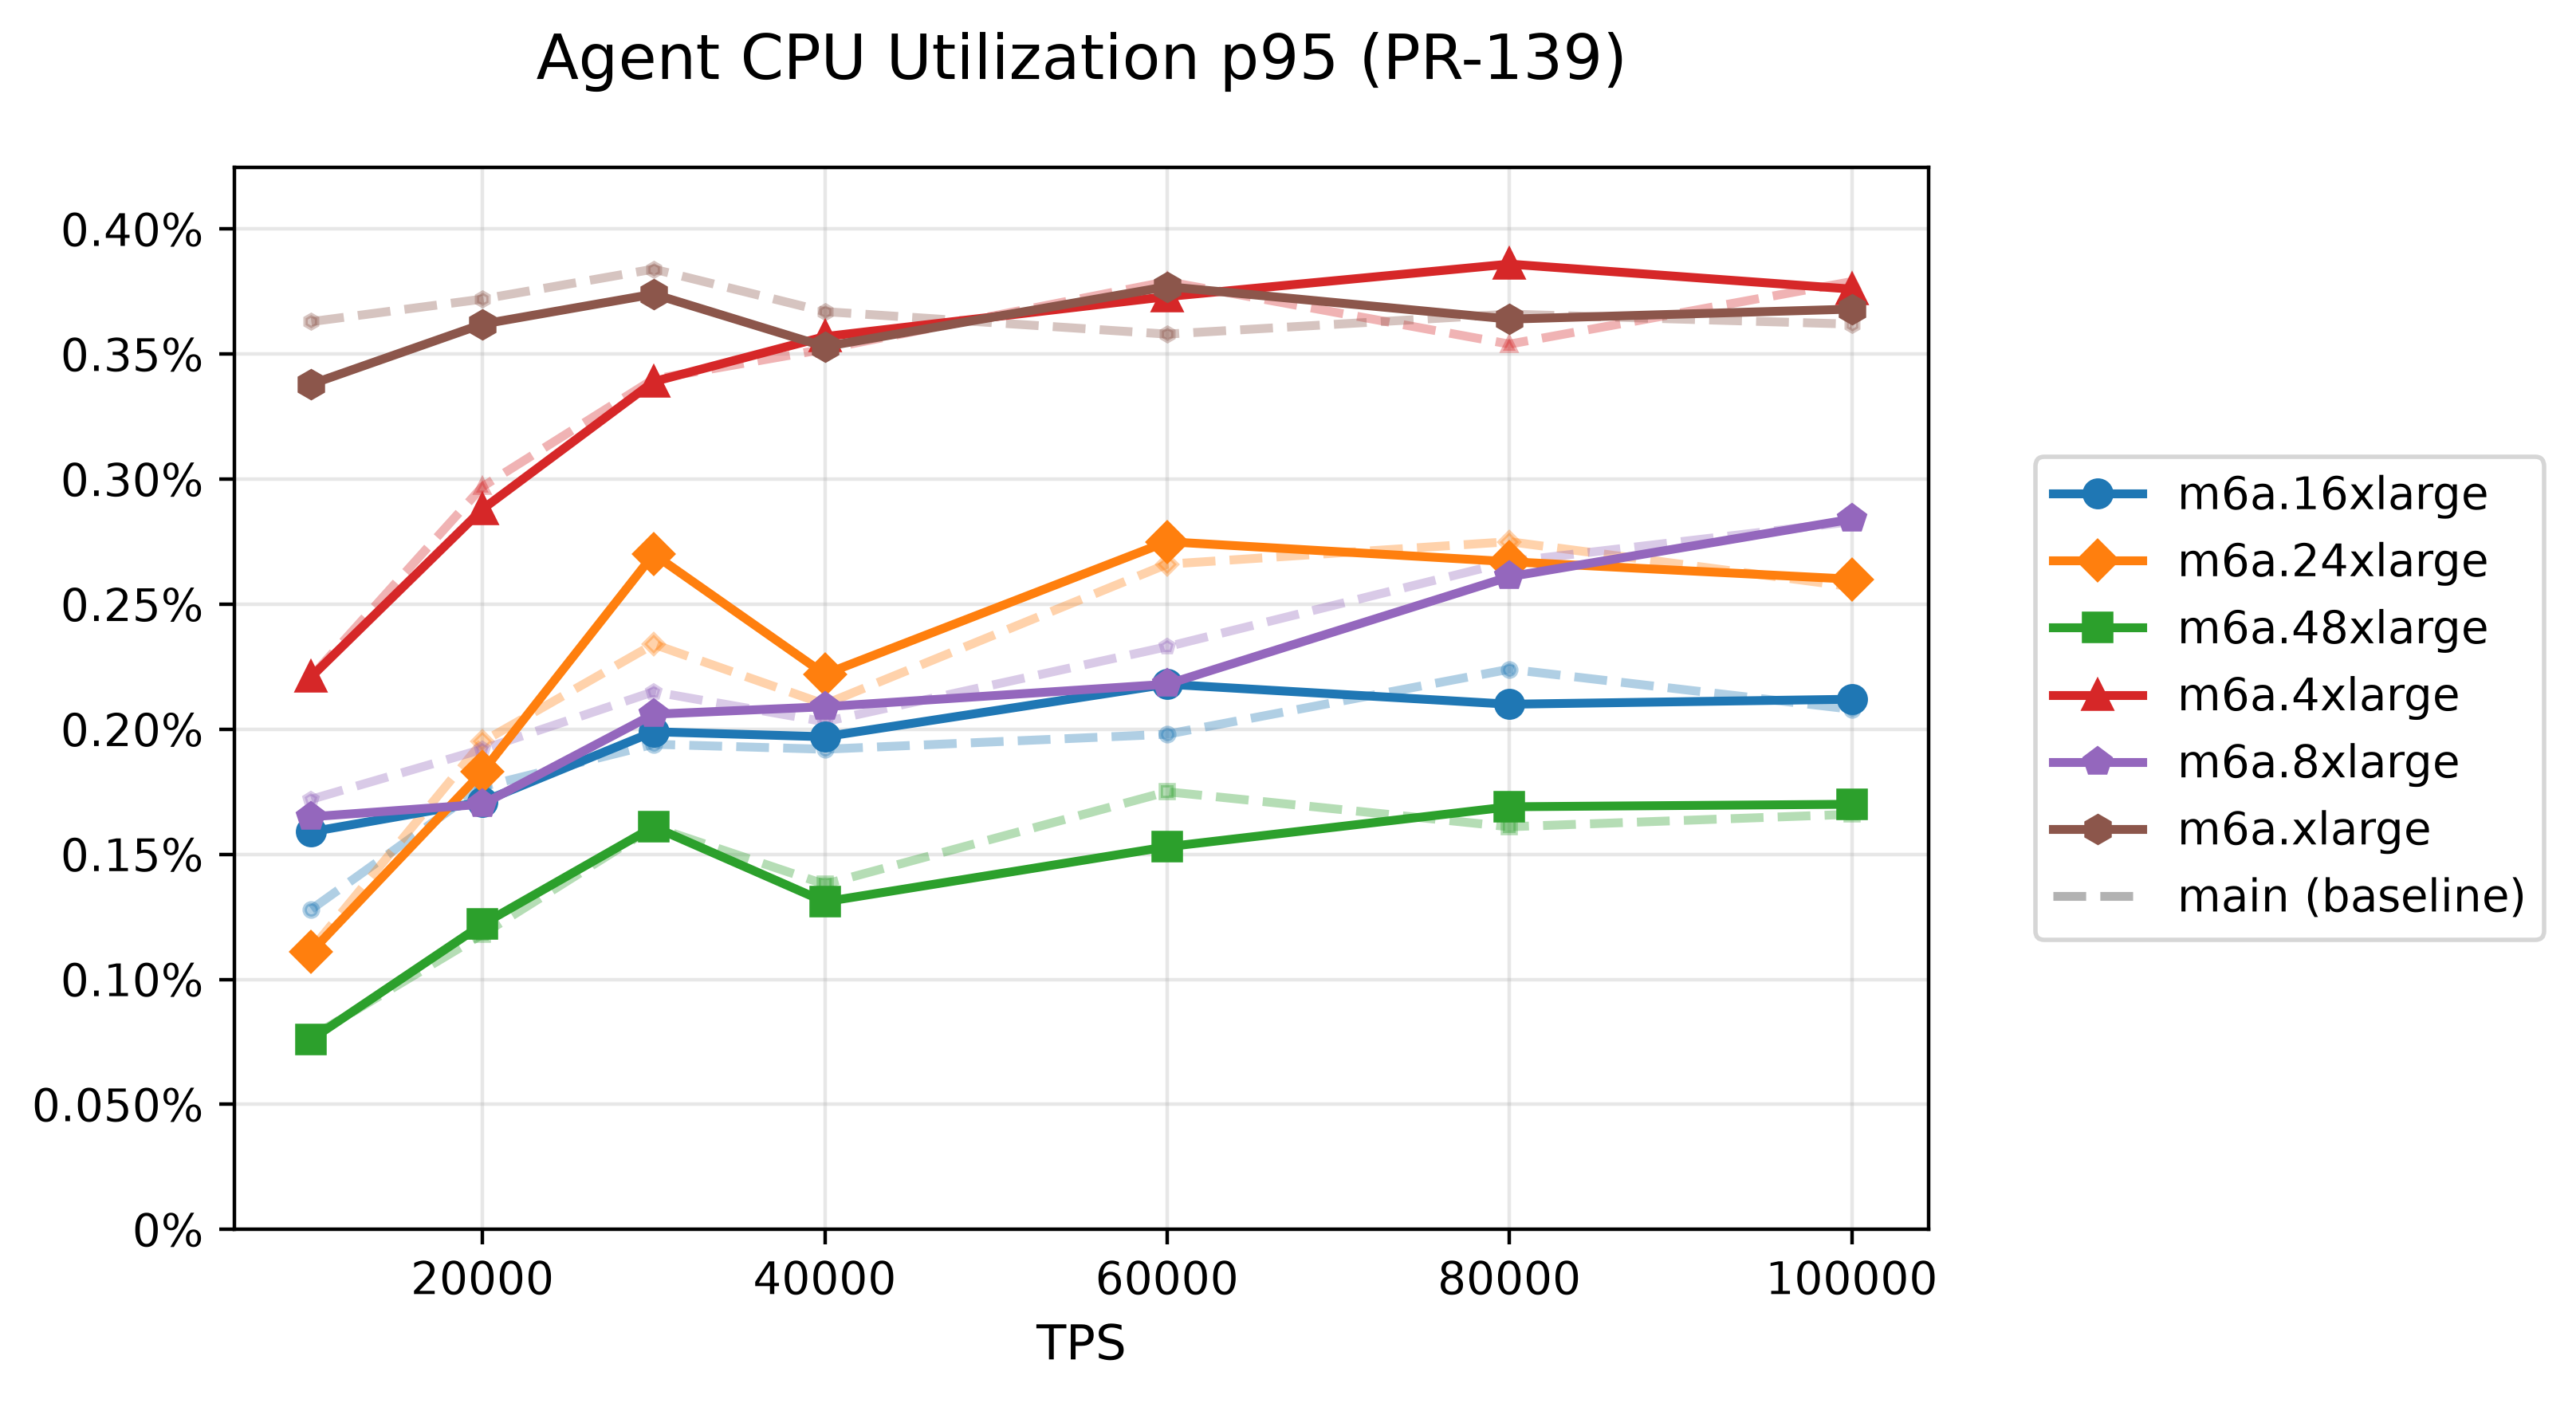 Agent CPU Utilization p95 (PR-139)
0.40%
0.35%
0.30%
0.25%
0.20%
0.15%
0.10%
0.050%
0%
20000 40000 60000 80000 100000
TPS
m6a.16xlarge
m6a.24xlarge
m6a.48xlarge
m6a.4xlarge
m6a.8xlarge
m6a.xlarge
main (baseline)